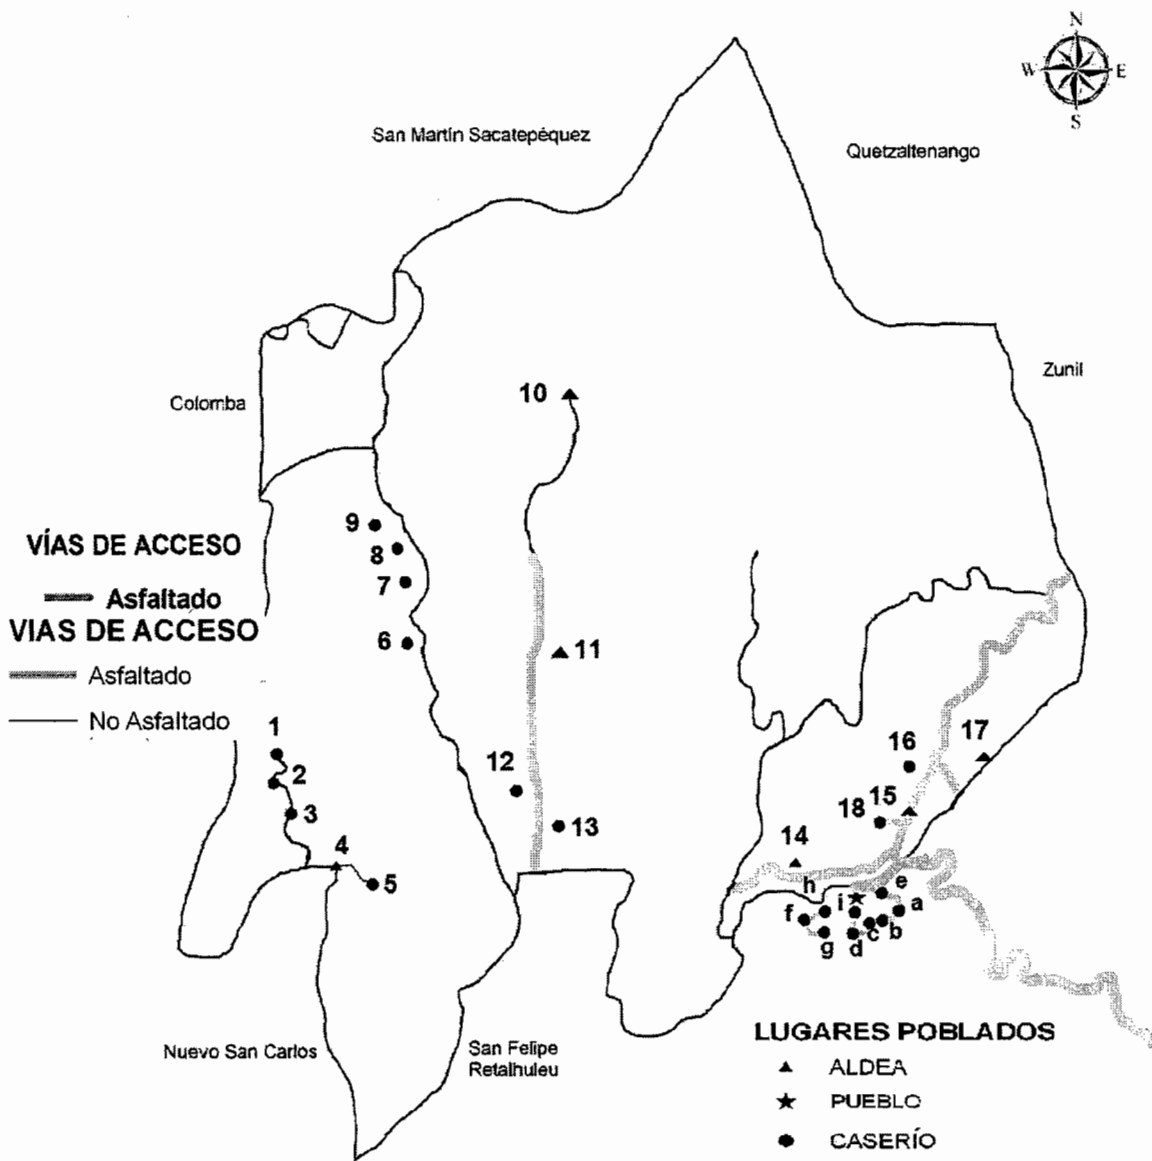 N
W E
S
San Martín Sacatepéquez
Quetzaltenango
Zunil
Colomba
10
9
8
7
6
VÍAS DE ACCESO
Asfaltado
VIAS DE ACCESO
Asfaltado
No Asfaltado
11
1
2
3
4
5
12
13
16
17
15
18
14
h
e
i
a
f
c
b
g
d
Nuevo San Carlos
San Felipe
Retalhuleu
LUGARES POBLADOS
ALDEA
PUEBLO
CASERÍO